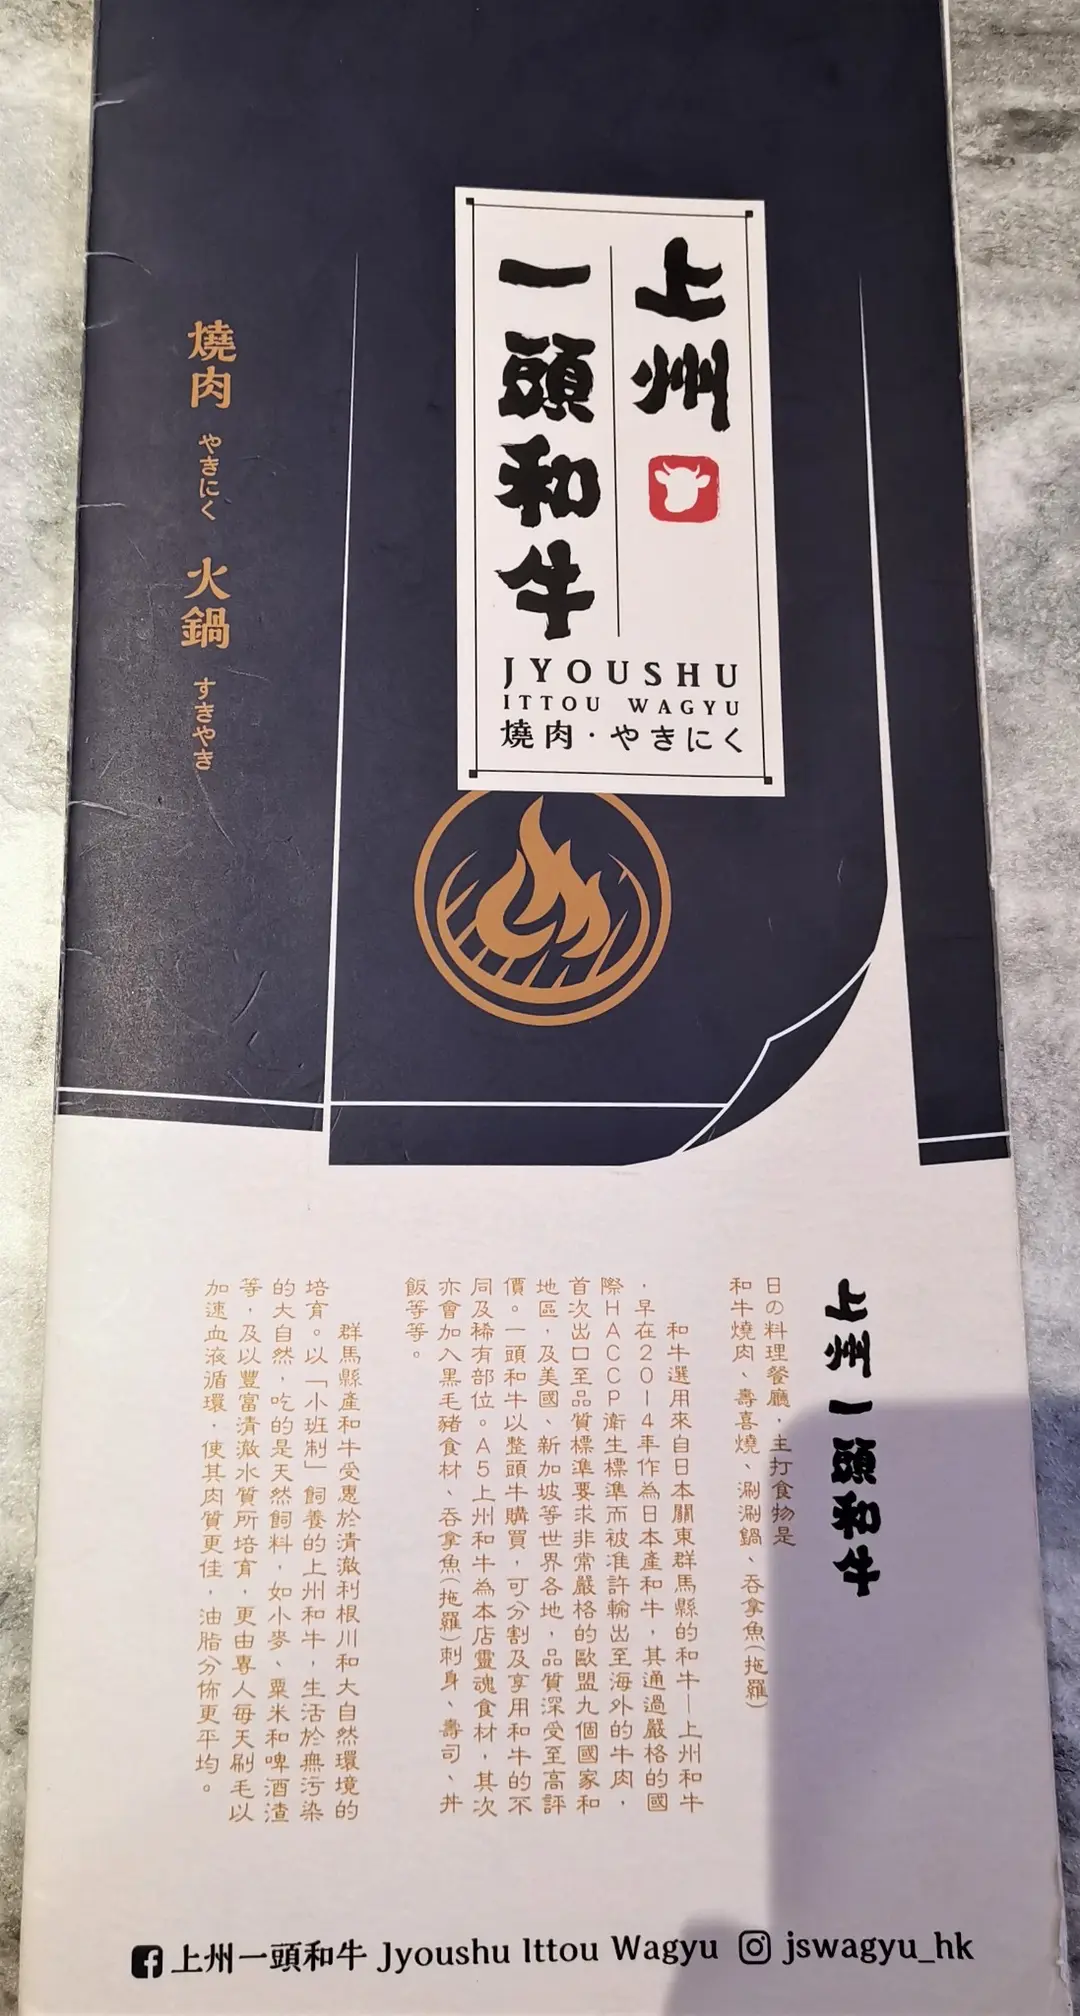 上州
一頭和牛
JYOUSHU
ITTOU WAGYU
燒肉・やきにく
燒肉 やきにく 火鍋 すきやき
上州一頭和牛
日の料理餐廳，主打食物是
和牛燒肉、壽喜燒、涮涮鍋、吞拿魚(拖羅)
和牛選用來自日本關東群馬縣的和牛—上州和牛
，早在2014年作為日本產和牛，其通過嚴格的國
際HACCP衛生標準而被准許輸出至海外的牛肉，
首次出口至品質標準要求非常嚴格的歐盟九個國家和
地區，及美國、新加坡等世界各地，品質深受至高評
價。一頭和牛以整頭牛購買，可分割及享用和牛的不
同及稀有部位。A5上州和牛為本店靈魂食材，其次
亦會加入黑毛豬食材、吞拿魚(拖羅)刺身、壽司、丼
飯等等。
群馬縣產和牛受惠於清澈利根川和大自然環境的
培育。以「小班制」飼養的上州和牛，生活於無污染
的大自然，吃的是天然飼料，如小麥、粟米和啤酒渣
等，及以豐富清澈水質所培育，更由專人每天刷毛以
加速血液循環，使其肉質更佳，油脂分佈更平均。
上州一頭和牛 Jyoushu Ittou Wagyu jswagyu_hk